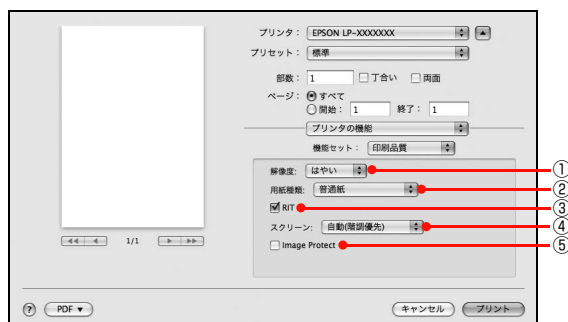 プリンタ： EPSON LP-XXXXXXX
プリセット： 標準
部数： 1 丁合い 両面
ページ： すべて
開始： 1 終了： 1
プリンタの機能
機能セット： 印刷品質
解像度: はやい ①
用紙種類: 普通紙 ②
RIT ③
スクリーン: 自動(階調優先) ④
Image Protect ⑤
1/1
? PDF▼ キャンセル プリント